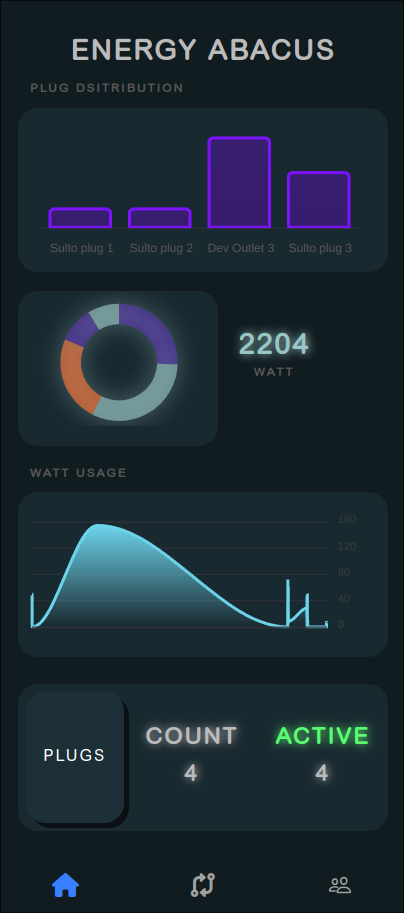 ENERGY ABACUS
PLUG DSITRIBUTION
Sulto plug 1 Sulto plug 2 Dev Outlet 3 Sulto plug 3
2204
WATT
WATT USAGE
160
120
80
40
0
PLUGS
COUNT ACTIVE
4 4